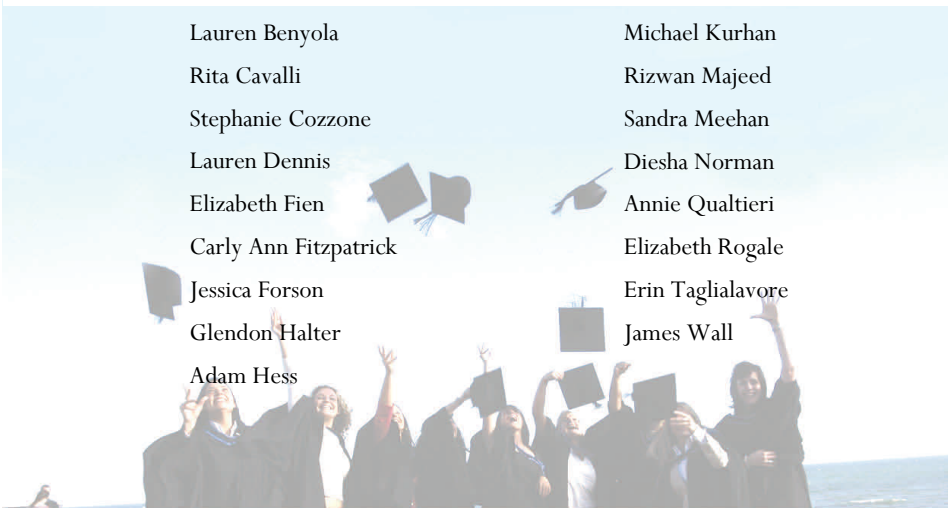 Lauren Benyola
Rita Cavalli
Stephanie Cozzone
Lauren Dennis
Elizabeth Fien
Carly Ann Fitzpatrick
Jessica Forson
Glendon Halter
Adam Hess
Michael Kurhan
Rizwan Majeed
Sandra Meehan
Diesha Norman
Annie Qualtieri
Elizabeth Rogale
Erin Taglialavore
James Wall